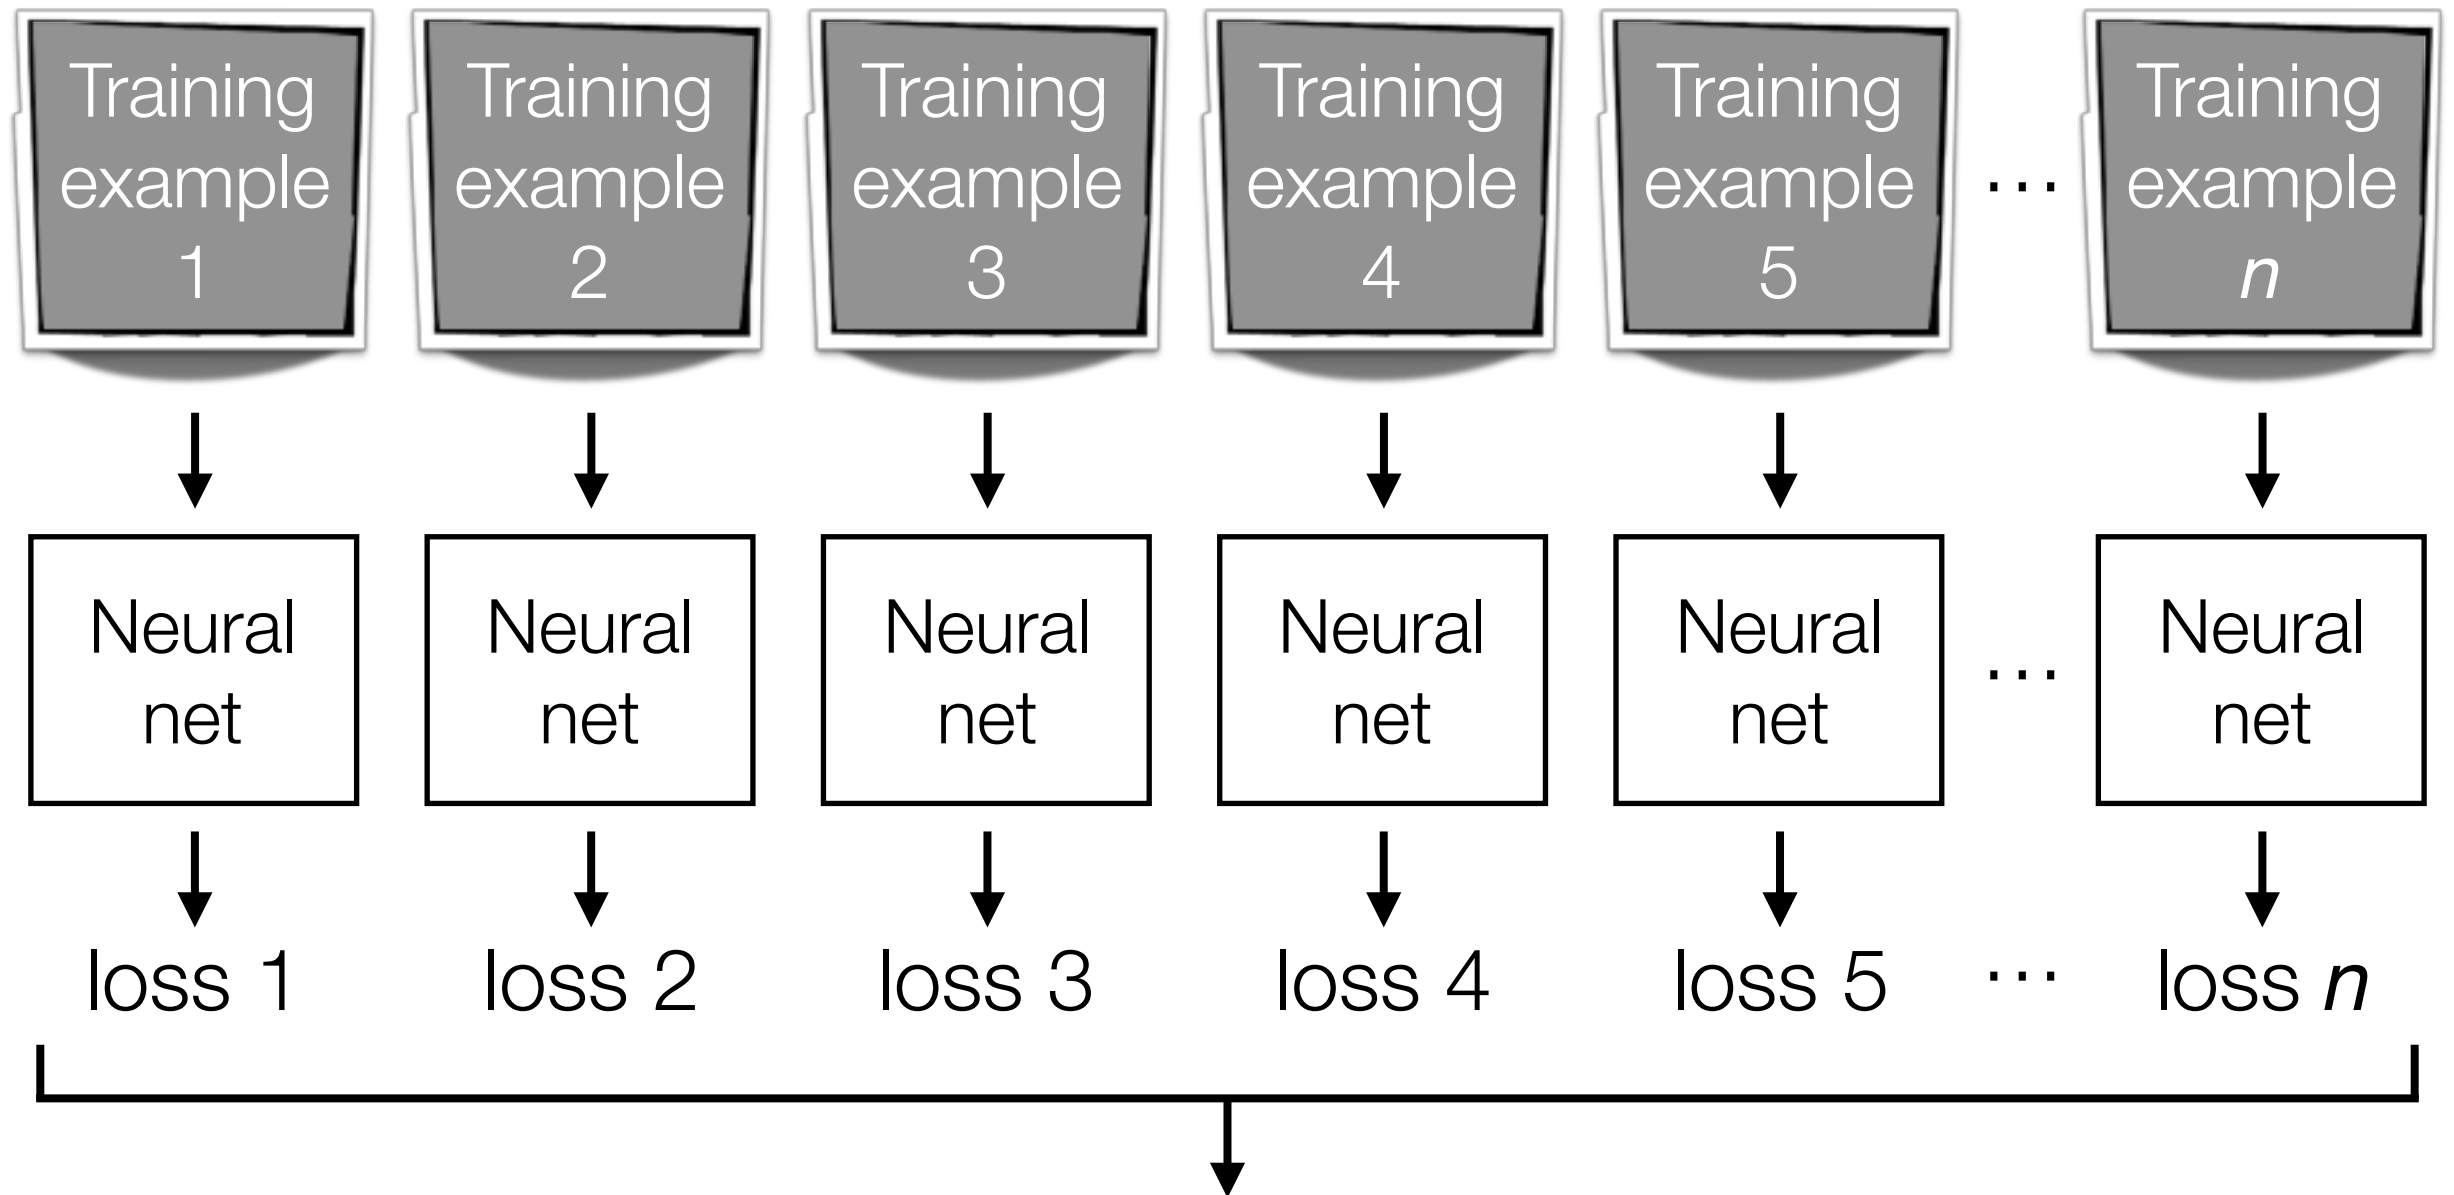 Training
example
1
Training
example
2
Training
example
3
Training
example
4
Training
example
5
...
Training
example
n
Neural
net
Neural
net
Neural
net
Neural
net
Neural
net
...
Neural
net
loss 1
loss 2
loss 3
loss 4
loss 5
...
loss n